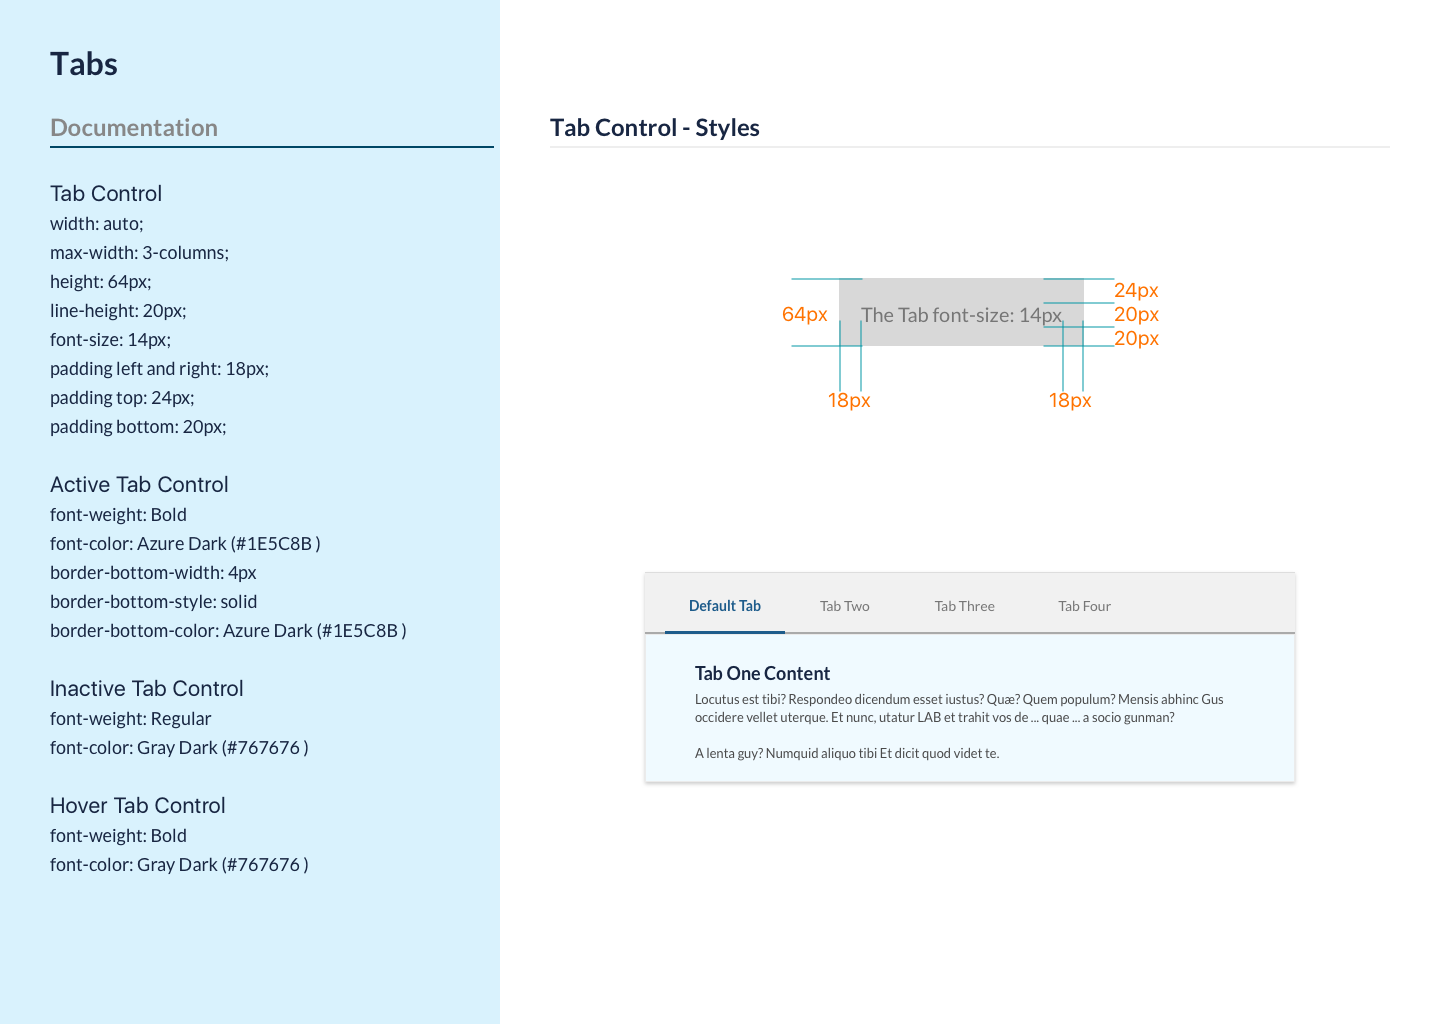 Tabs
Documentation
Tab Control
width: auto;
max-width: 3-columns;
height: 64px;
line-height: 20px;
font-size: 14px;
padding left and right: 18px;
padding top: 24px;
padding bottom: 20px;
Active Tab Control
font-weight: Bold
font-color: Azure Dark (#1E5C8B )
border-bottom-width: 4px
border-bottom-style: solid
border-bottom-color: Azure Dark (#1E5C8B )
Inactive Tab Control
font-weight: Regular
font-color: Gray Dark (#767676 )
Hover Tab Control
font-weight: Bold
font-color: Gray Dark (#767676 )
Tab Control - Styles
24px
64px The Tab font-size: 14px 20px
20px
18px 18px
Default Tab Tab Two Tab Three Tab Four
Tab One Content
Locutus est tibi? Respondeo dicendum esset iustus? Quæ? Quem populum? Mensis abhinc Gus
occidere vellet uterque. Et nunc, utatur LAB et trahit vos de ... quae ... a socio gunman?
A lenta guy? Numquid aliquo tibi Et dicit quod videt te.